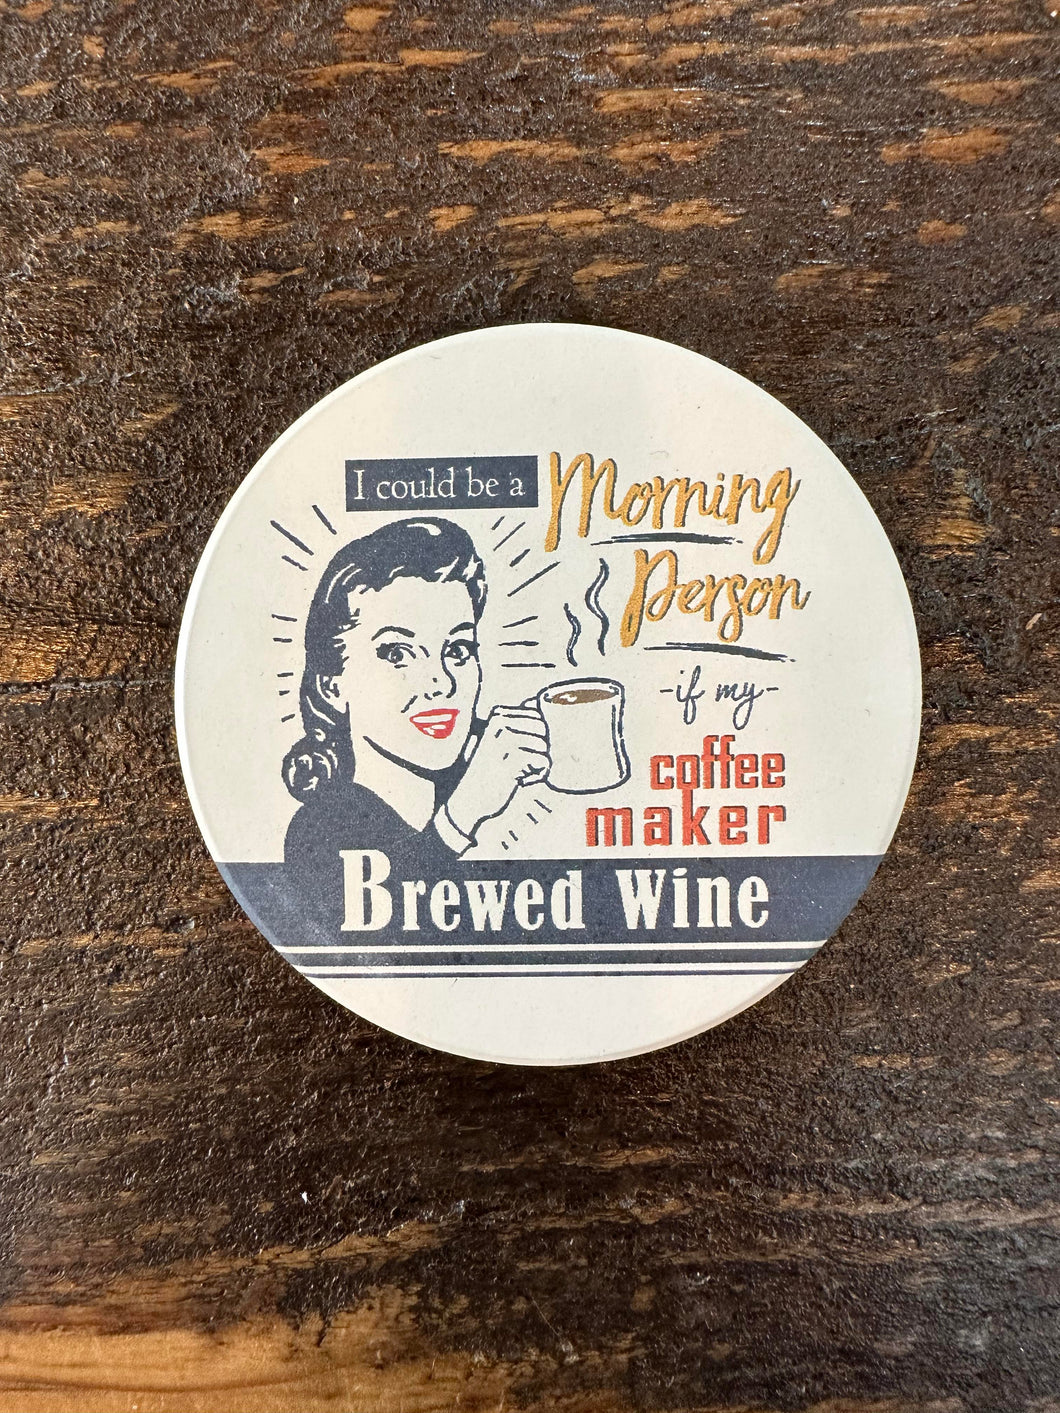 I could be a
Morning
Person
-if my-
coffee
maker
Brewed Wine